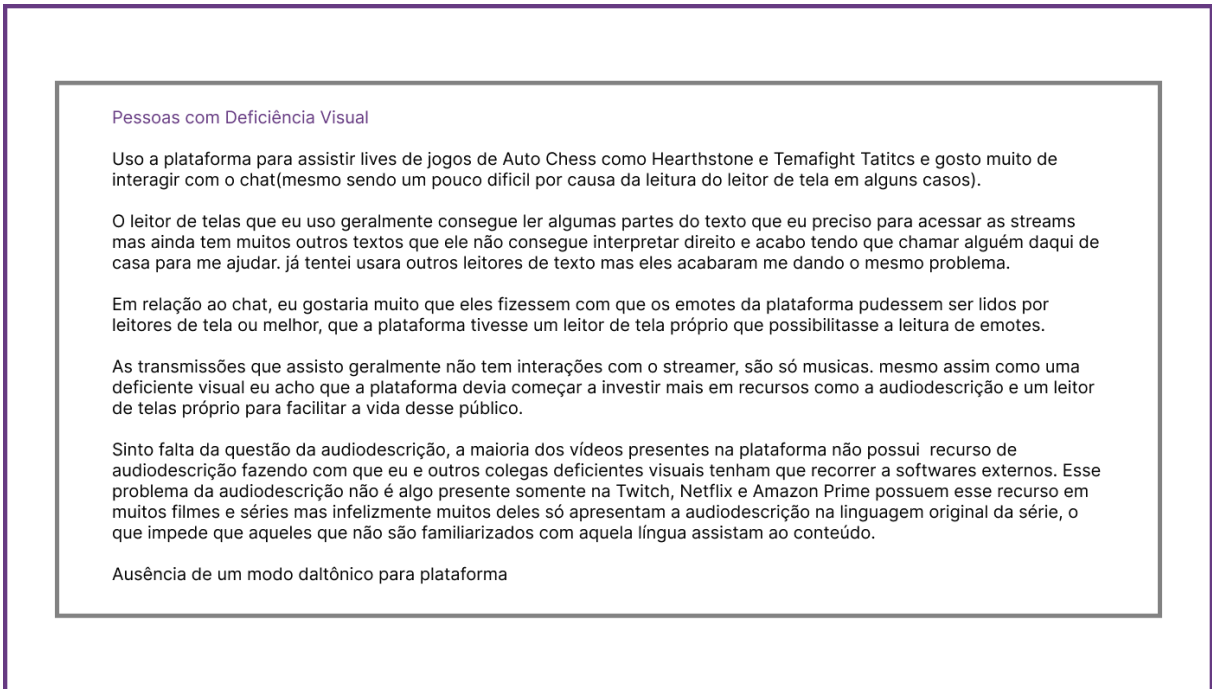 Pessoas com Deficiência Visual
Uso a plataforma para assistir lives de jogos de Auto Chess como Hearthstone e Temafight Tatitcs e gosto muito de
interagir com o chat(mesmo sendo um pouco dificil por causa da leitura do leitor de tela em alguns casos).
O leitor de telas que eu uso geralmente consegue ler algumas partes do texto que eu preciso para acessar as streams
mas ainda tem muitos outros textos que ele não consegue interpretar direito e acabo tendo que chamar alguém daqui de
casa para me ajudar. já tentei usara outros leitores de texto mas eles acabaram me dando o mesmo problema.
Em relação ao chat, eu gostaria muito que eles fizessem com que os emotes da plataforma pudessem ser lidos por
leitores de tela ou melhor, que a plataforma tivesse um leitor de tela próprio que possibilitasse a leitura de emotes.
As transmissões que assisto geralmente não tem interações com o streamer, são só musicas. mesmo assim como uma
deficiente visual eu acho que a plataforma devia começar a investir mais em recursos como a audiodescrição e um leitor
de telas próprio para facilitar a vida desse público.
Sinto falta da questão da audiodescrição, a maioria dos vídeos presentes na plataforma não possui  recurso de
audiodescrição fazendo com que eu e outros colegas deficientes visuais tenham que recorrer a softwares externos. Esse
problema da audiodescrição não é algo presente somente na Twitch, Netflix e Amazon Prime possuem esse recurso em
muitos filmes e séries mas infelizmente muitos deles só apresentam a audiodescrição na linguagem original da série, o
que impede que aqueles que não são familiarizados com aquela língua assistam ao conteúdo.
Ausência de um modo daltônico para plataforma